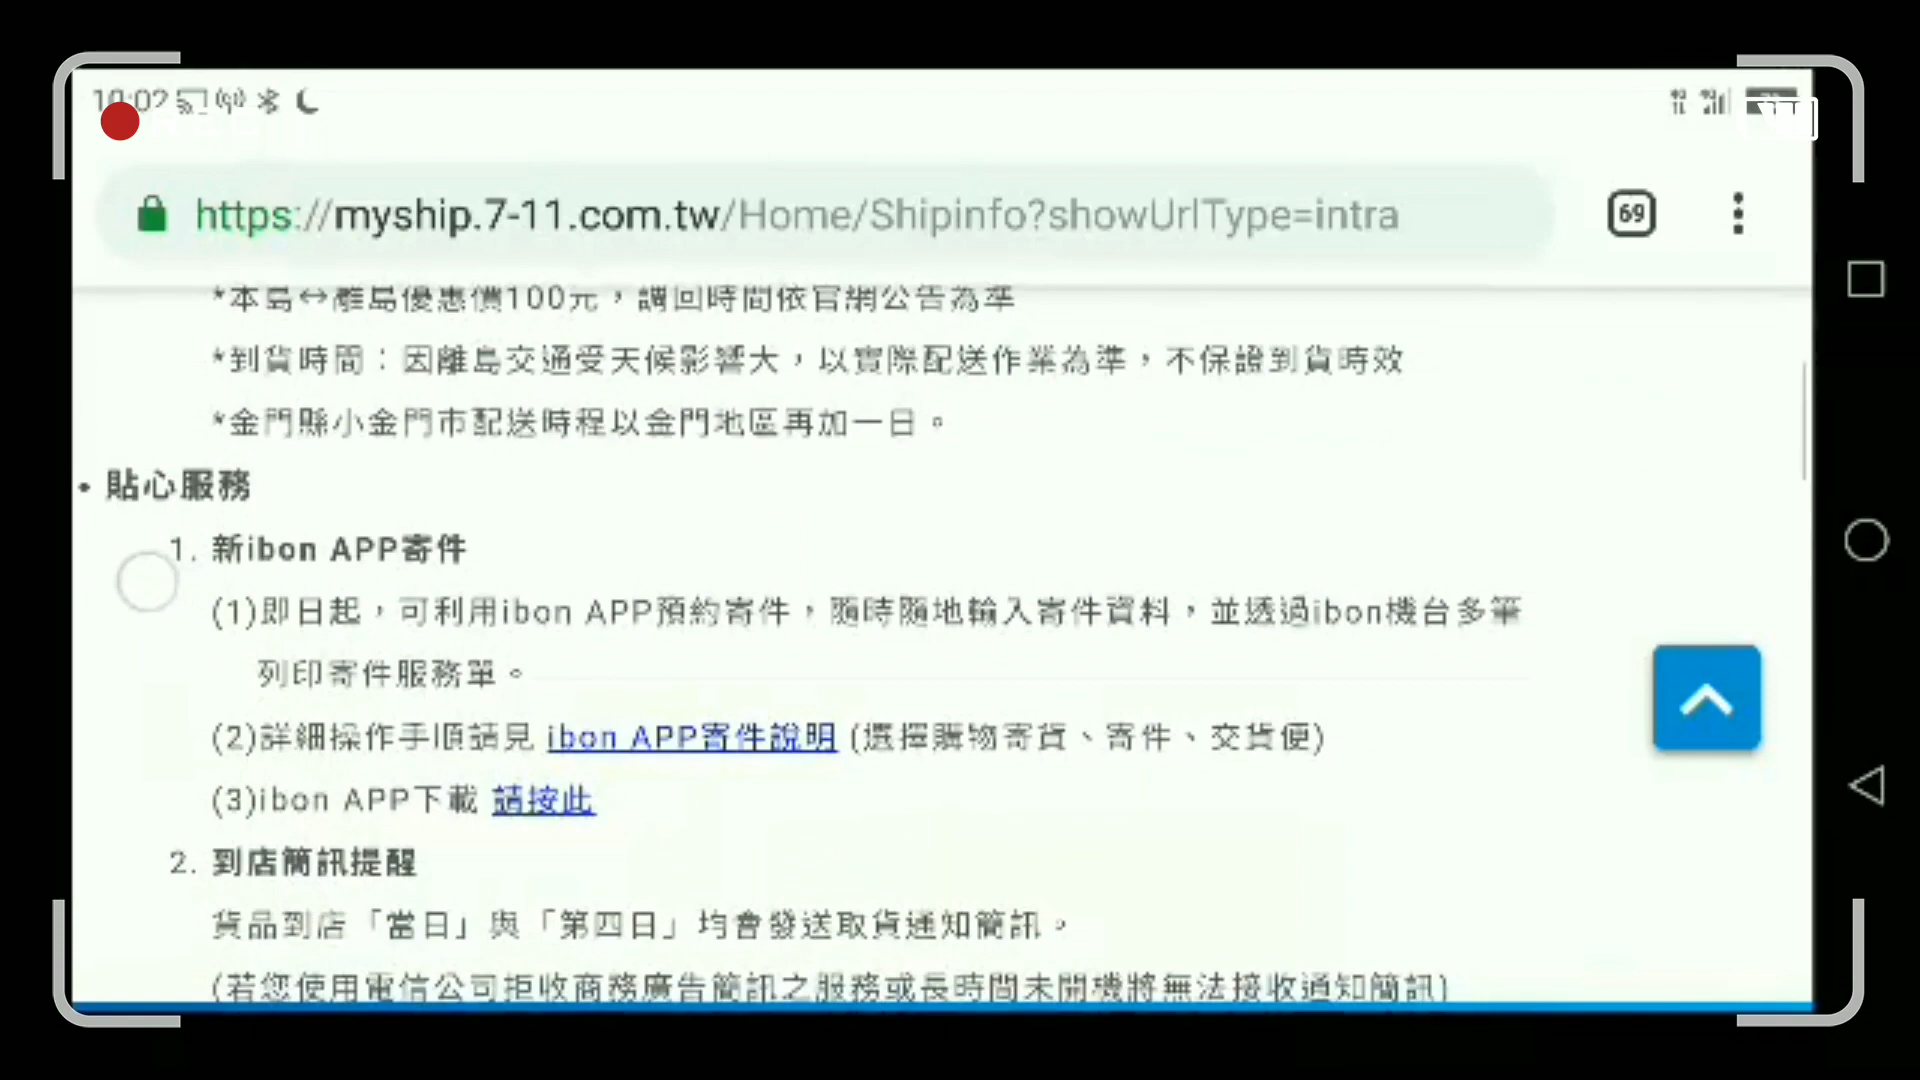 10:02
https://myship.7-11.com.tw/Home/Shipinfo?showUrlType=intra
69
*本島↔離島優惠價100元，調回時間依官網公告為準
*到貨時間：因離島交通受天候影響大，以實際配送作業為準，不保證到貨時效
*金門縣小金門市配送時程以金門地區再加一日。
• 貼心服務
1. 新ibon APP寄件
(1)即日起，可利用ibon APP預約寄件，隨時隨地輸入寄件資料，並透過ibon機台多筆
列印寄件服務單。
(2)詳細操作手順請見 ibon APP寄件說明 (選擇購物寄貨、寄件、交貨便)
(3)ibon APP下載 請按此
2. 到店簡訊提醒
貨品到店「當日」與「第四日」均會發送取貨通知簡訊。
(若您使用電信公司拒收商務廣告簡訊之服務或長時間未開機將無法接收通知簡訊)